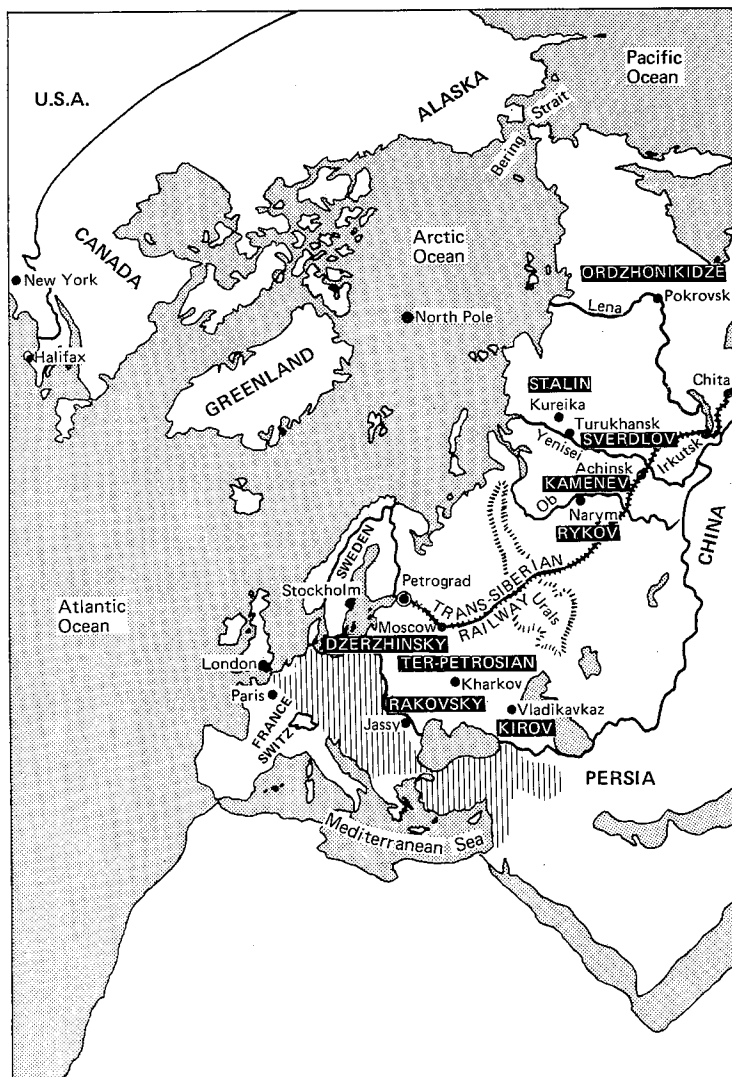 Pacific
Ocean
U.S.A.
ALASKA
Bering Strait
CANADA
Arctic
Ocean
ORDZHONIKIDZE
New York
Lena
Pokrovsk
North Pole
Halifax
GREENLAND
STALIN
Chita
Kureika
Turukhansk
SVERDLOV
Yenisei
Irkutsk
Achinsk
KAMENEV
Ob
Narym
RYKOV
CHINA
SWEDEN
Petrograd
TRANS-SIBERIAN
RAILWAY
Urals
Stockholm
Atlantic
Ocean
Moscow
DZERZHINSKY
London
TER-PETROSIAN
Kharkov
Paris
RAKOVSKY
Vladikavkaz
FRANCE
SWITZ
Jassy
KIROV
PERSIA
Mediterranean Sea